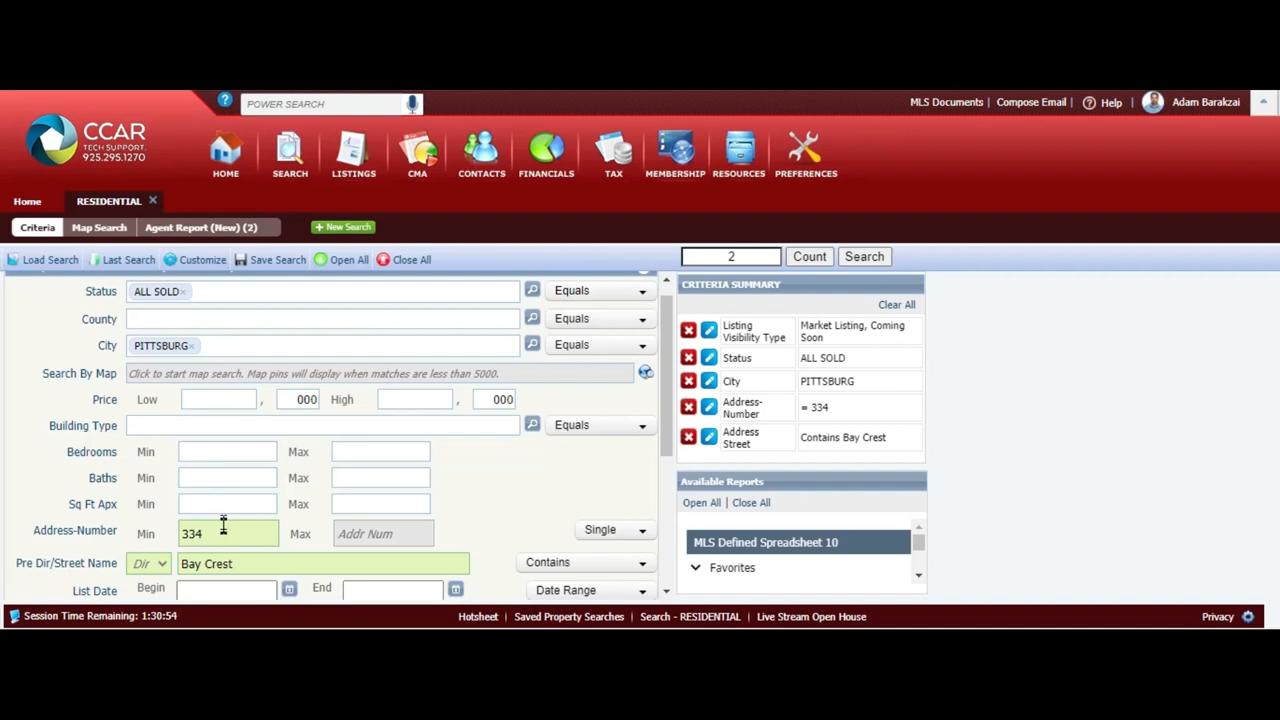 POWER SEARCH
MLS Documents | Compose Email | Help | Adam Barakzai
CCAR
TECH SUPPORT:
925.295.1270
HOME SEARCH LISTINGS CMA CONTACTS FINANCIALS TAX MEMBERSHIP RESOURCES PREFERENCES
Home RESIDENTIAL
Criteria Map Search Agent Report (New) (2) + New Search
Load Search Last Search Customize Save Search Open All Close All 2 Count Search
Status ALL SOLD× Equals
County Equals
City PITTSBURG× Equals
Search By Map Click to start map search. Map pins will display when matches are less than 5000.
Price Low , 000 High , 000
Building Type Equals
Bedrooms Min Max
Baths Min Max
Sq Ft Apx Min Max
Address-Number Min 334 Max Addr Num Single
Pre Dir/Street Name Dir Bay Crest Contains
List Date Begin End Date Range
CRITERIA SUMMARY
Clear All
Listing Market Listing, Coming
Visibility Type Soon
Status ALL SOLD
City PITTSBURG
Address-
Number = 334
Address
Street Contains Bay Crest
Available Reports
Open All | Close All
MLS Defined Spreadsheet 10
Favorites
Session Time Remaining: 1:30:54 Hotsheet | Saved Property Searches | Search - RESIDENTIAL | Live Stream Open House Privacy